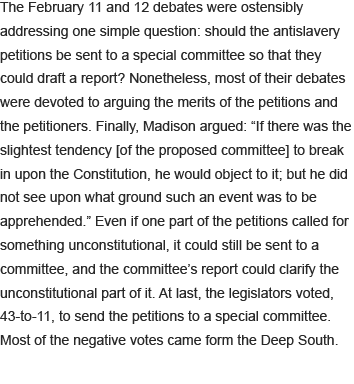 The February 11 and 12 debates were ostensibly
addressing one simple question: should the antislavery
petitions be sent to a special committee so that they
could draft a report? Nonetheless, most of their debates
were devoted to arguing the merits of the petitions and
the petitioners. Finally, Madison argued: “If there was the
slightest tendency [of the proposed committee] to break
in upon the Constitution, he would object to it; but he did
not see upon what ground such an event was to be
apprehended.” Even if one part of the petitions called for
something unconstitutional, it could still be sent to a
committee, and the committee’s report could clarify the
unconstitutional part of it. At last, the legislators voted,
43-to-11, to send the petitions to a special committee.
Most of the negative votes came form the Deep South.